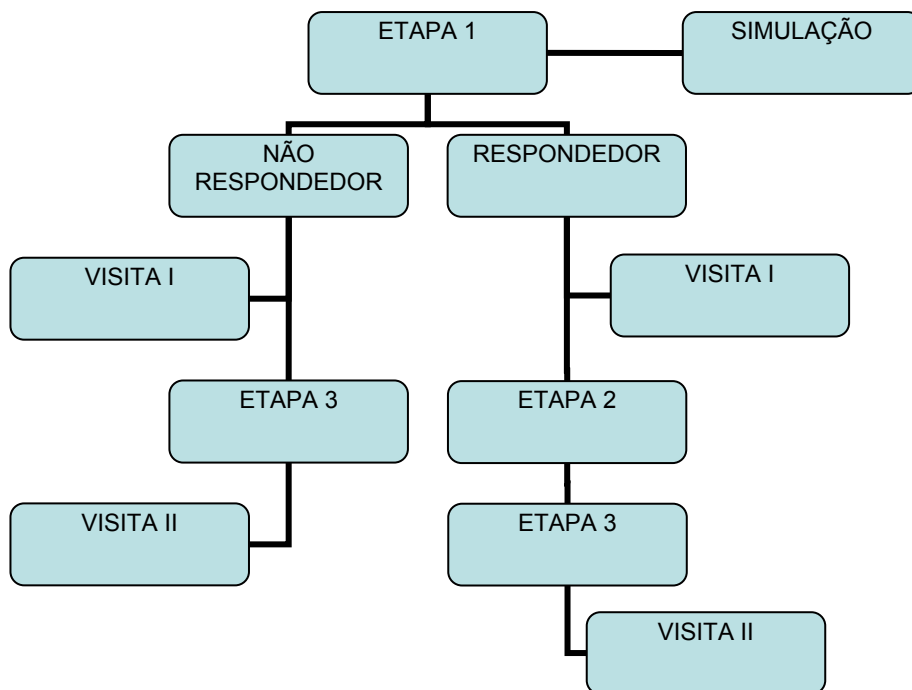 ETAPA 1
SIMULAÇÃO
NÃO
RESPONDEDOR
RESPONDEDOR
VISITA I
VISITA I
ETAPA 3
ETAPA 2
VISITA II
ETAPA 3
VISITA II